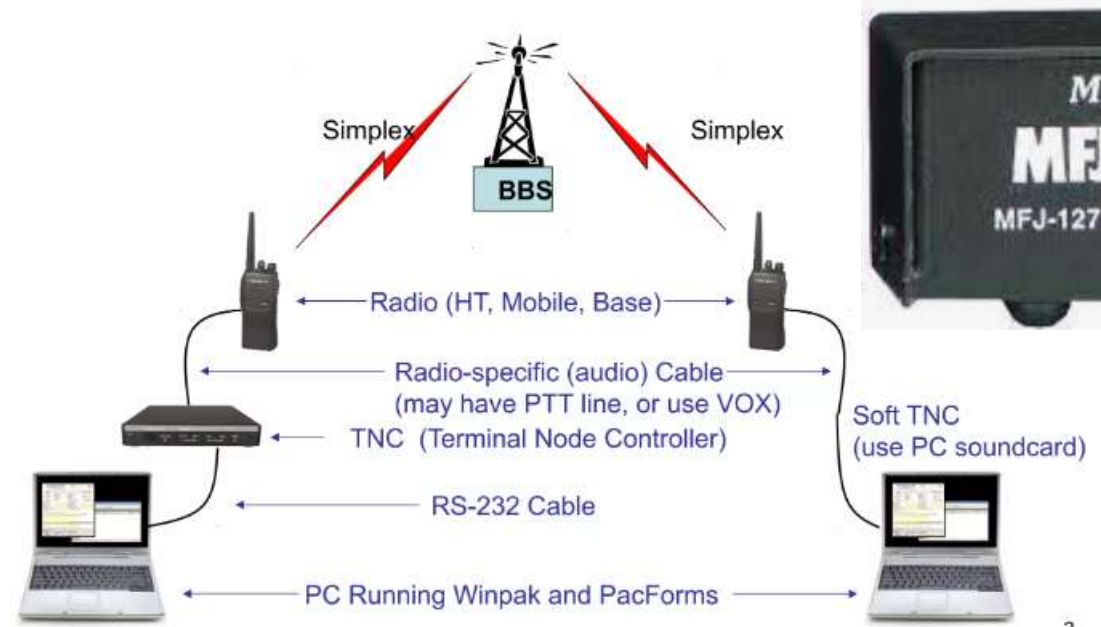 Simplex
Simplex
BBS
MFJ-127
Radio (HT, Mobile, Base)
Radio-specific (audio) Cable
(may have PTT line, or use VOX)
TNC (Terminal Node Controller)
Soft TNC
(use PC soundcard)
RS-232 Cable
PC Running Winpak and PacForms